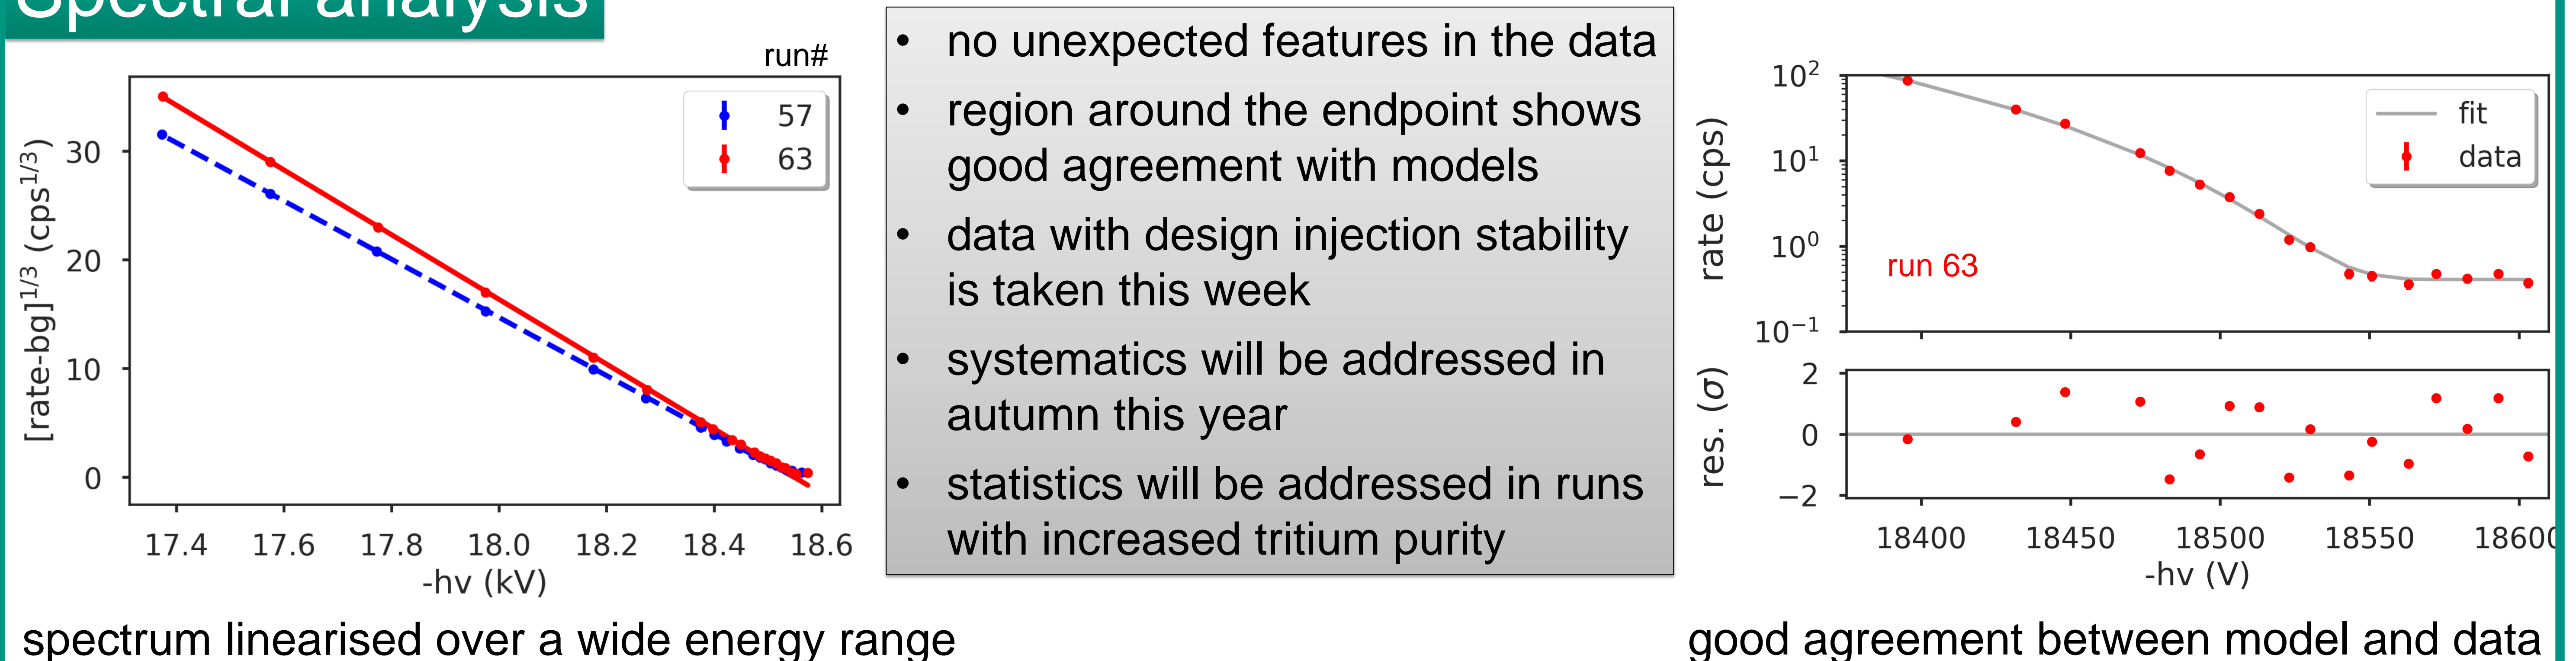 Spectral analysis
run#
57
63
30
20
10
0
[rate-bg]^1/3 (cps^1/3)
17.4 17.6 17.8 18.0 18.2 18.4 18.6
-hv (kV)
spectrum linearised over a wide energy range
• no unexpected features in the data
• region around the endpoint shows
good agreement with models
• data with design injection stability
is taken this week
• systematics will be addressed in
autumn this year
• statistics will be addressed in runs
with increased tritium purity
10^2
10^1
10^0
10^−1
rate (cps)
fit
data
run 63
2
0
−2
res. (σ)
18400 18450 18500 18550 18600
-hv (V)
good agreement between model and data